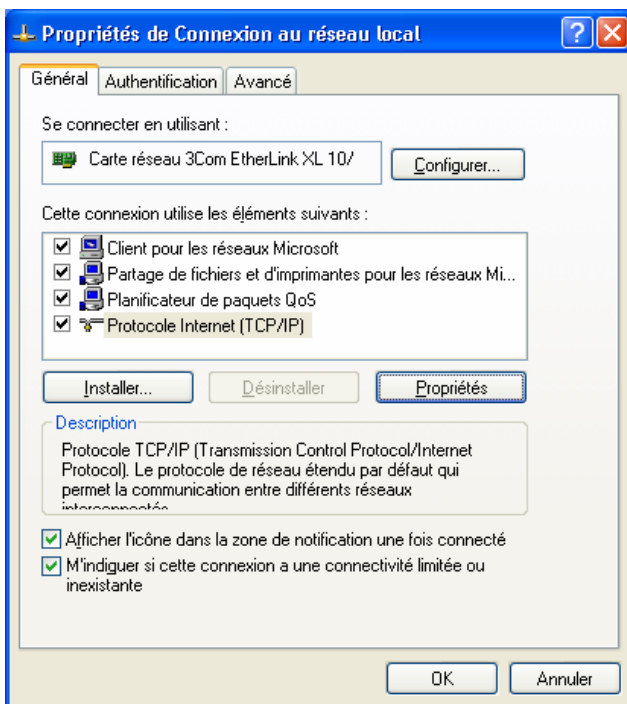 Propriétés de Connexion au réseau local
Général Authentification Avancé
Se connecter en utilisant :
Carte réseau 3Com EtherLink XL 10/
Configurer...
Cette connexion utilise les éléments suivants :
Client pour les réseaux Microsoft
Partage de fichiers et d'imprimantes pour les réseaux Mi...
Planificateur de paquets QoS
Protocole Internet (TCP/IP)
Installer... Désinstaller Propriétés
Description
Protocole TCP/IP (Transmission Control Protocol/Internet
Protocol). Le protocole de réseau étendu par défaut qui
permet la communication entre différents réseaux
interconnectés
Afficher l'icône dans la zone de notification une fois connecté
M'indiquer si cette connexion a une connectivité limitée ou
inexistante
OK Annuler